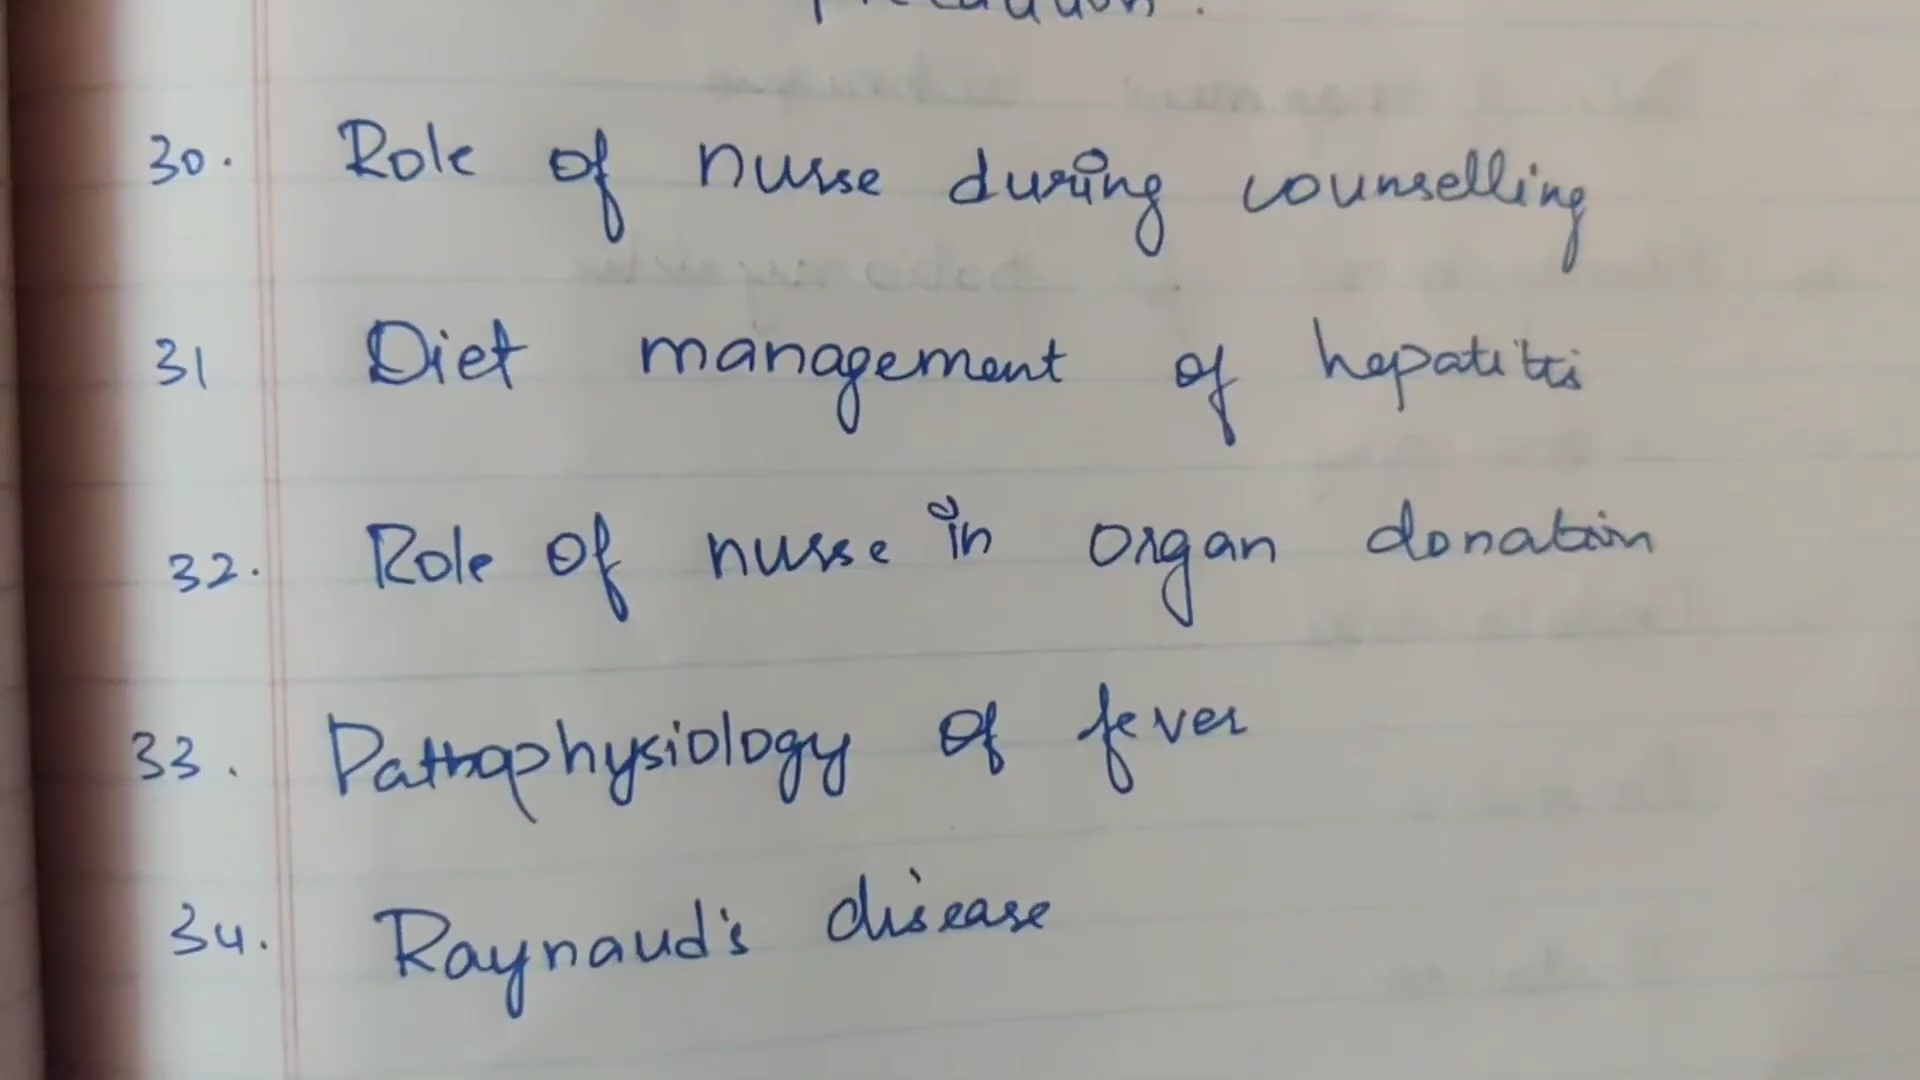 30. Role of nurse during counselling
31 Diet management of hepatitis
32. Role of nurse in organ donation
33. Pathophysiology of fever
34. Raynaud's disease